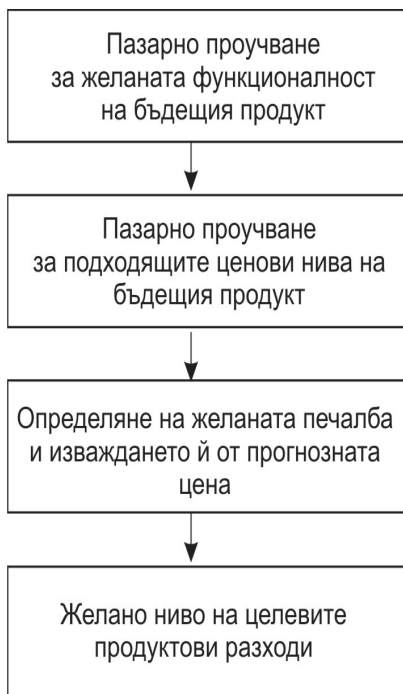 Пазарно проучване
за желаната функционалност
на бъдещия продукт
Пазарно проучване
за подходящите ценови нива на
бъдещия продукт
Определяне на желаната печалба
и изваждането ѝ от прогнозната
цена
Желано ниво на целевите
продуктови разходи